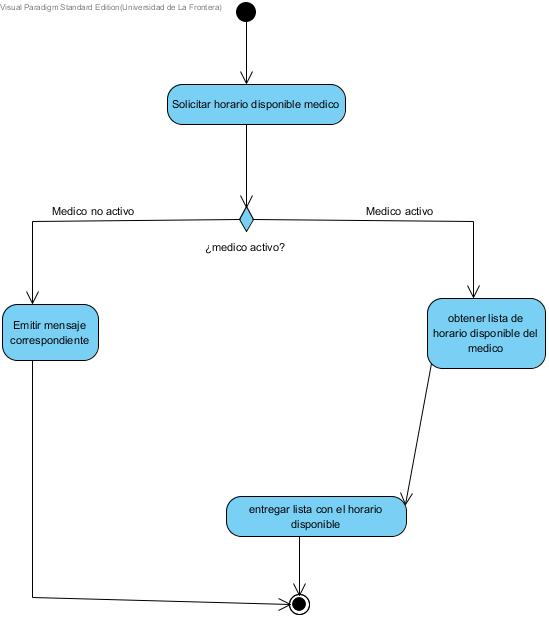 Visual Paradigm Standard Edition(Universidad de La Frontera)
Solicitar horario disponible medico
Medico no activo
Medico activo
¿medico activo?
Emitir mensaje
correspondiente
obtener lista de
horario disponible del
medico
entregar lista con el horario
disponible